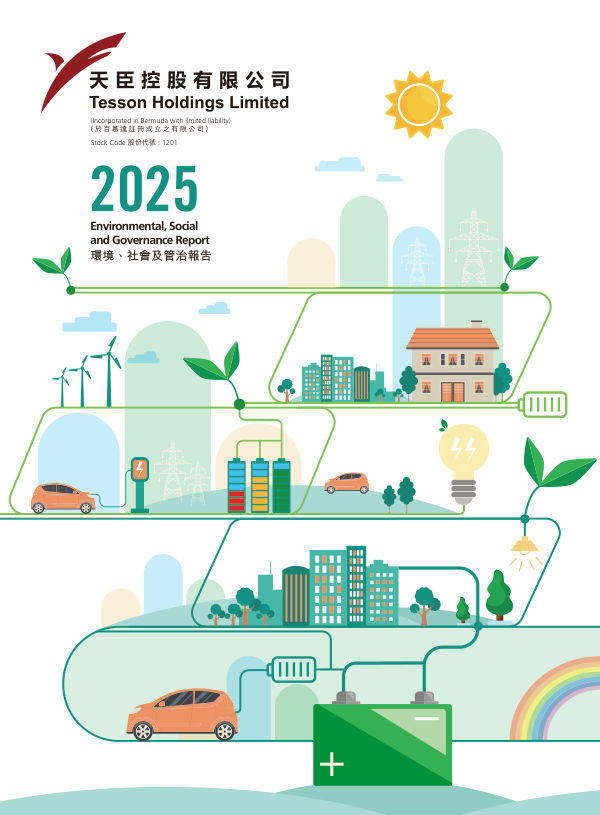 天臣控股有限公司
Tesson Holdings Limited
(Incorporated in Bermuda with limited liability)
(於百慕達註冊成立之有限公司)
Stock Code 股份代號 : 1201
2025
Environmental, Social
and Governance Report
環境、社會及管治報告